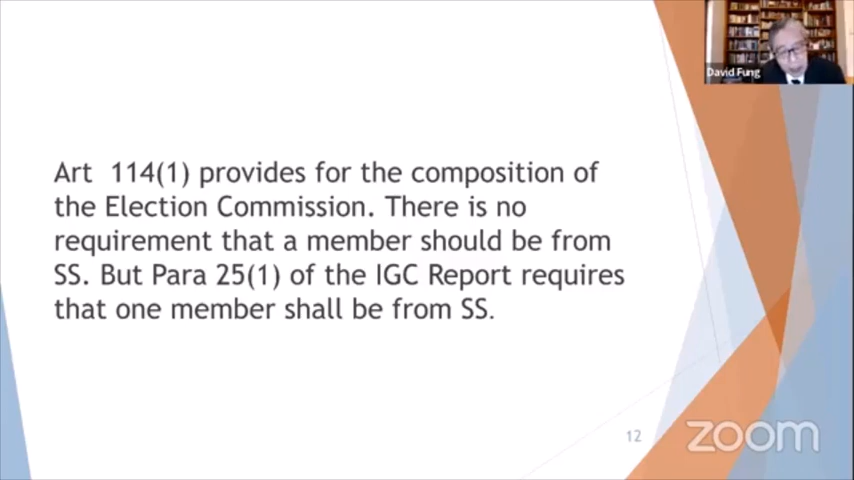 David Fung
Art 114(1) provides for the composition of
the Election Commission. There is no
requirement that a member should be from
SS. But Para 25(1) of the IGC Report requires
that one member shall be from SS.
12
zoom